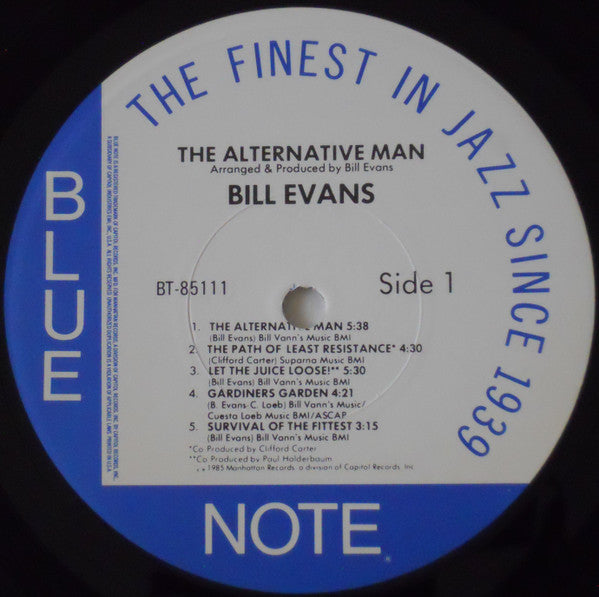 THE FINEST IN JAZZ SINCE 1939
THE ALTERNATIVE MAN
Arranged & Produced by Bill Evans
BILL EVANS
BT-85111
Side 1
1. THE ALTERNATIVE MAN 5:38
(Bill Evans) Bill Vann's Music BMI
2. THE PATH OF LEAST RESISTANCE* 4:30
(Clifford Carter) Suparna Music BMI
3. LET THE JUICE LOOSE!** 5:30
(Bill Evans) Bill Vann's Music BMI
4. GARDINERS GARDEN 4:21
(B. Evans-C. Loeb) Bill Vann's Music/
Cuesta Loeb Music BMI/ASCAP
5. SURVIVAL OF THE FITTEST 3:15
(Bill Evans) Bill Vann's Music BMI
*Co Produced by Clifford Carter
**Co Produced by Paul Holderbaum
1985 Manhattan Records, a division of Capitol Records, Inc
BLUE
NOTE